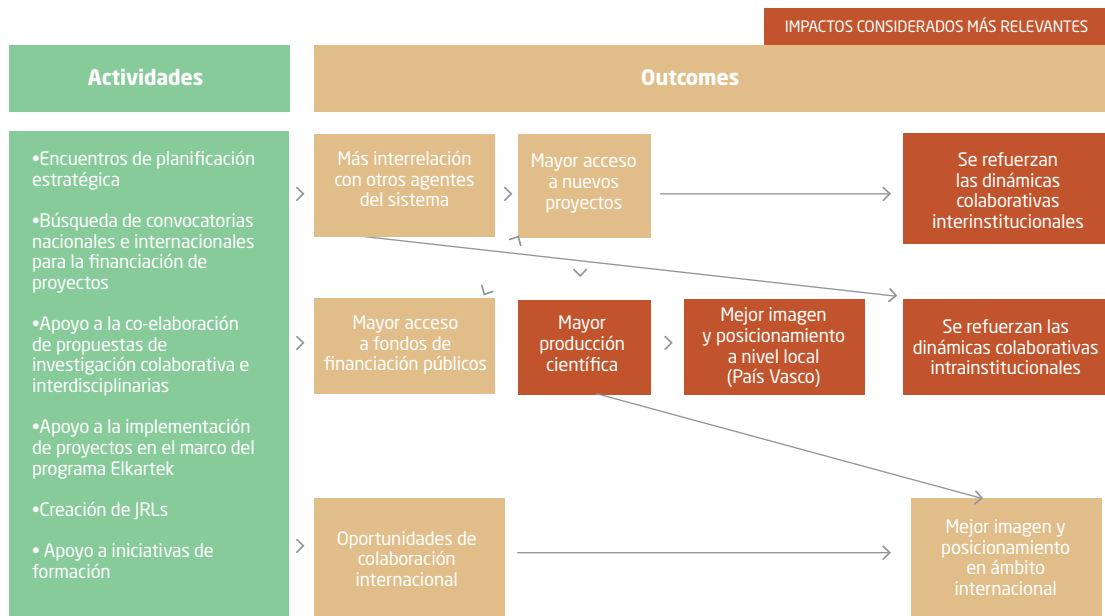 IMPACTOS CONSIDERADOS MÁS RELEVANTES
Actividades
Outcomes
•Encuentros de planificación
estratégica
•Búsqueda de convocatorias
nacionales e internacionales
para la financiación de
proyectos
•Apoyo a la co-elaboración
de propuestas de
investigación colaborativa e
interdisciplinarias
•Apoyo a la implementación
de proyectos en el marco del
programa Elkartek
•Creación de JRLs
• Apoyo a iniciativas de
formación
Más interrelación
con otros agentes
del sistema
Mayor acceso
a nuevos
proyectos
Se refuerzan
las dinámicas
colaborativas
interinstitucionales
Mayor acceso
a fondos de
financiación públicos
Mayor
producción
científica
Mejor imagen
y posicionamiento
a nivel local
(País Vasco)
Se refuerzan las
dinámicas colaborativas
intrainstitucionales
Oportunidades de
colaboración
internacional
Mejor imagen y
posicionamiento
en ámbito
internacional